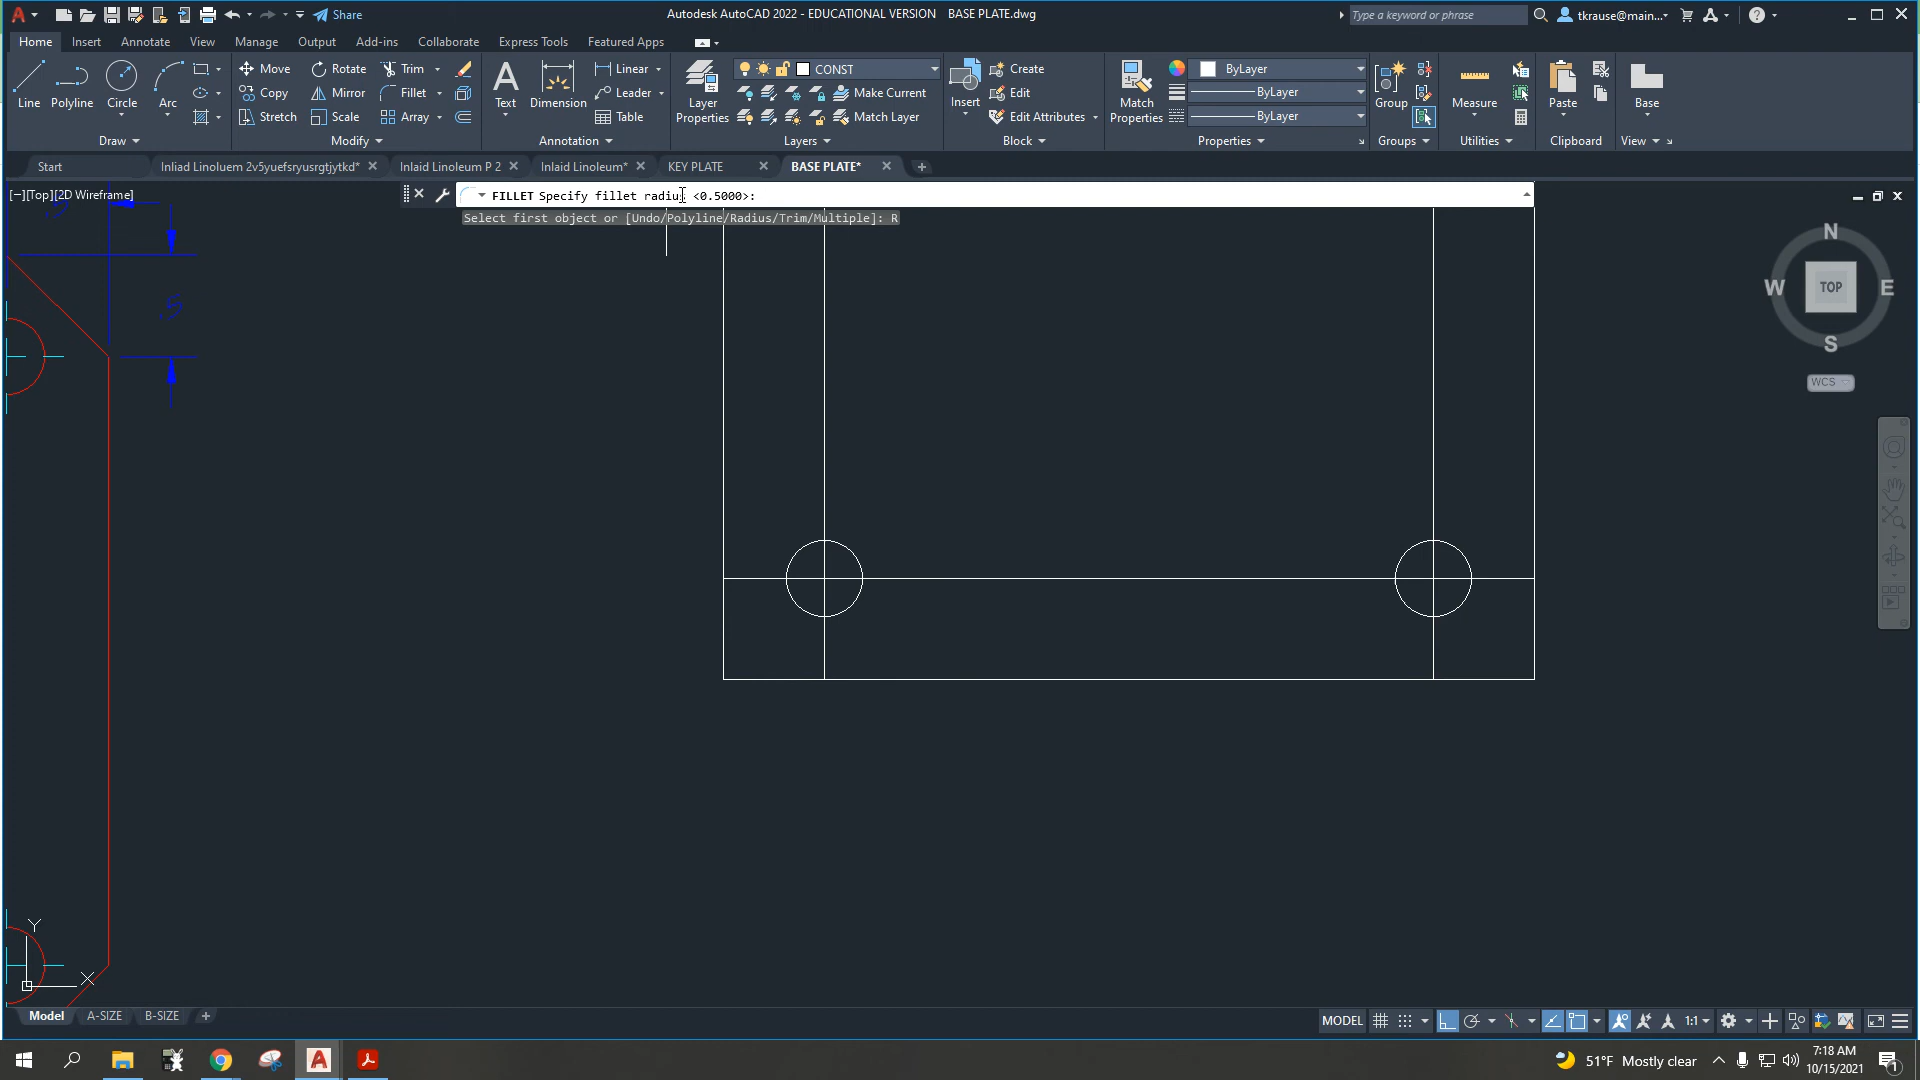 Share
Autodesk AutoCAD 2022 - EDUCATIONAL VERSION BASE PLATE.dwg
Type a keyword or phrase
tkrause@main...
Home Insert Annotate View Manage Output Add-ins Collaborate Express Tools Featured Apps
Line Polyline Circle Arc
Draw
Move Rotate Trim
Copy Mirror Fillet
Stretch Scale Array
Modify
Text Dimension
Linear
Leader
Table
Annotation
Layer Properties
CONST
Make Current
Match Layer
Layers
Insert
Create
Edit
Edit Attributes
Block
Match Properties
ByLayer
ByLayer
ByLayer
Properties
Group
Groups
Measure
Utilities
Paste
Clipboard
Base
View
Start Inliad Linoluem 2v5yuefsryusrgtjytkd* Inlaid Linoleum P 2 Inlaid Linoleum* KEY PLATE BASE PLATE*
[−][Top][2D Wireframe]
FILLET Specify fillet radius <0.5000>:
Select first object or [Undo/Polyline/Radius/Trim/Multiple]: R
N
W TOP E
S
WCS
.5
Y
X
Model A-SIZE B-SIZE
MODEL 1:1
51°F Mostly clear
7:18 AM
10/15/2021
1